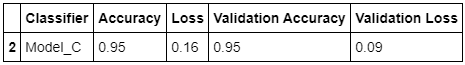 Classifier Accuracy Loss Validation Accuracy Validation Loss
2 Model_C 0.95 0.16 0.95 0.09